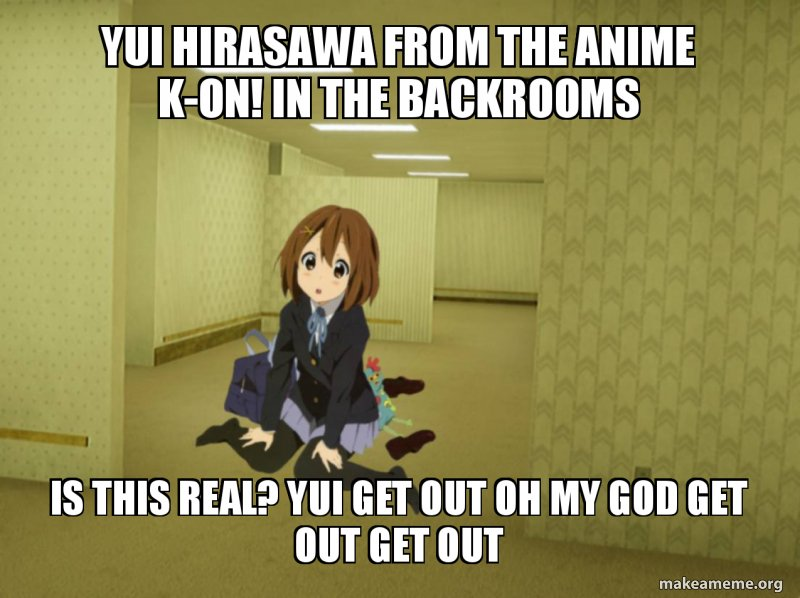 YUI HIRASAWA FROM THE ANIME
K-ON! IN THE BACKROOMS
IS THIS REAL? YUI GET OUT OH MY GOD GET
OUT GET OUT
makeameme.org